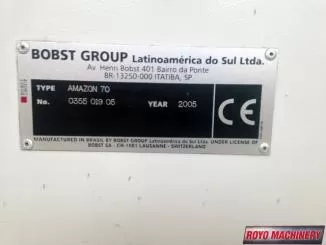 BOBST GROUP Latinoamérica do Sul Ltda.
Av. Henri Bobst 401 Bairro da Ponte
BR-13250-000 ITATIBA, SP
TYPE AMAZON 70
No. 0355 019 05 YEAR 2005
CE
MANUFACTURED IN BRASIL BY BOBST GROUP Latinoamérica do Sul Ltda. UNDER LICENSE OF
BOBST SA - CH-1001 LAUSANNE - SWITZERLAND
ROYO MACHINERY